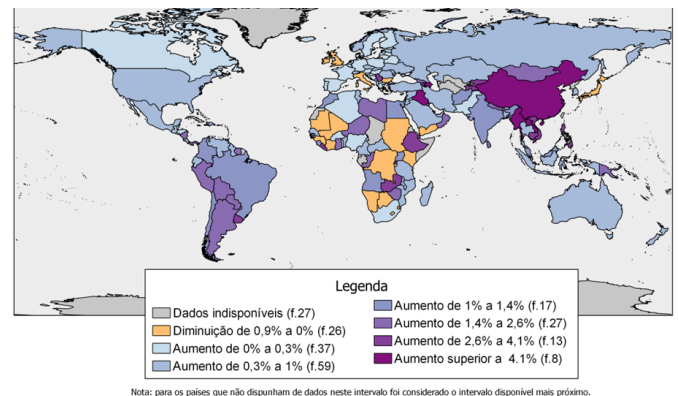 Legenda
Dados indisponíveis (f.27)
Diminuição de 0,9% a 0% (f.26)
Aumento de 0% a 0,3% (f.37)
Aumento de 0,3% a 1% (f.59)
Aumento de 1% a 1,4% (f.17)
Aumento de 1,4% a 2,6% (f.27)
Aumento de 2,6% a 4,1% (f.13)
Aumento superior a 4.1% (f.8)
Nota: para os países que não dispunham de dados neste intervalo foi considerado o intervalo disponível mais próximo.